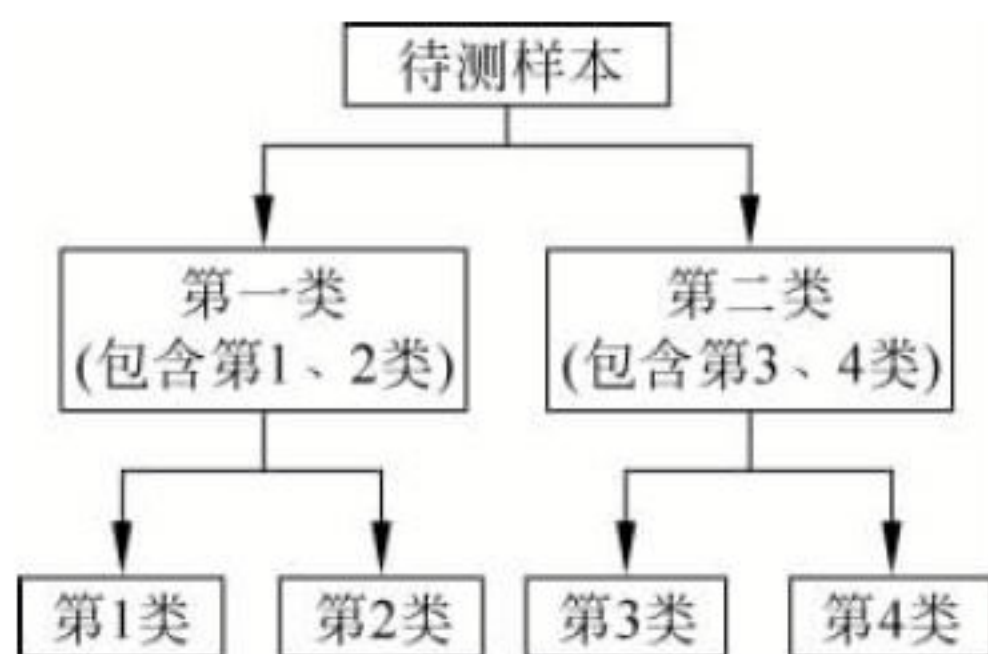 待测样本
第一类
(包含第1、2类)
第二类
(包含第3、4类)
第1类
第2类
第3类
第4类